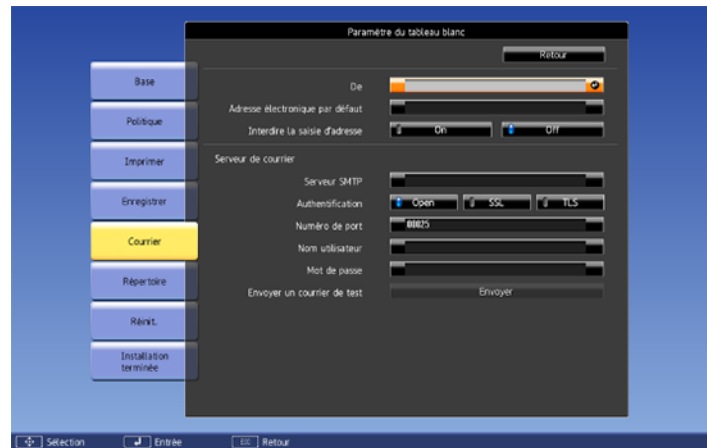 Paramètre du tableau blanc
Retour
Base
Politique
Imprimer
Enregistrer
Courrier
Répertoire
Réinit.
Installation
terminée
De
Adresse électronique par défaut
Interdire la saisie d'adresse On Off
Serveur de courrier
Serveur SMTP
Authentification Open SSL TLS
Numéro de port 00025
Nom utilisateur
Mot de passe
Envoyer un courrier de test Envoyer
Sélection Entrée ESC Retour